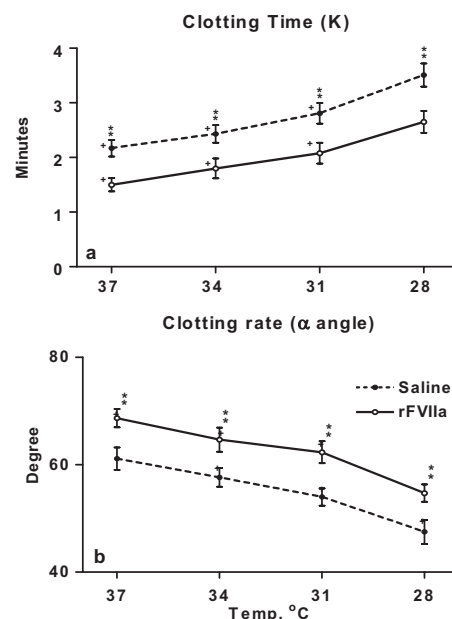 Clotting Time (K)
4
3
2
1
0
Minutes
**
**
**
**
+
+
+
+
+
+
a
37 34 31 28
Clotting rate (α angle)
80
60
40
Degree
**
**
**
**
+
+
+
+
+
Saline
rFVIIa
b
37 34 31 28
Temp. °C